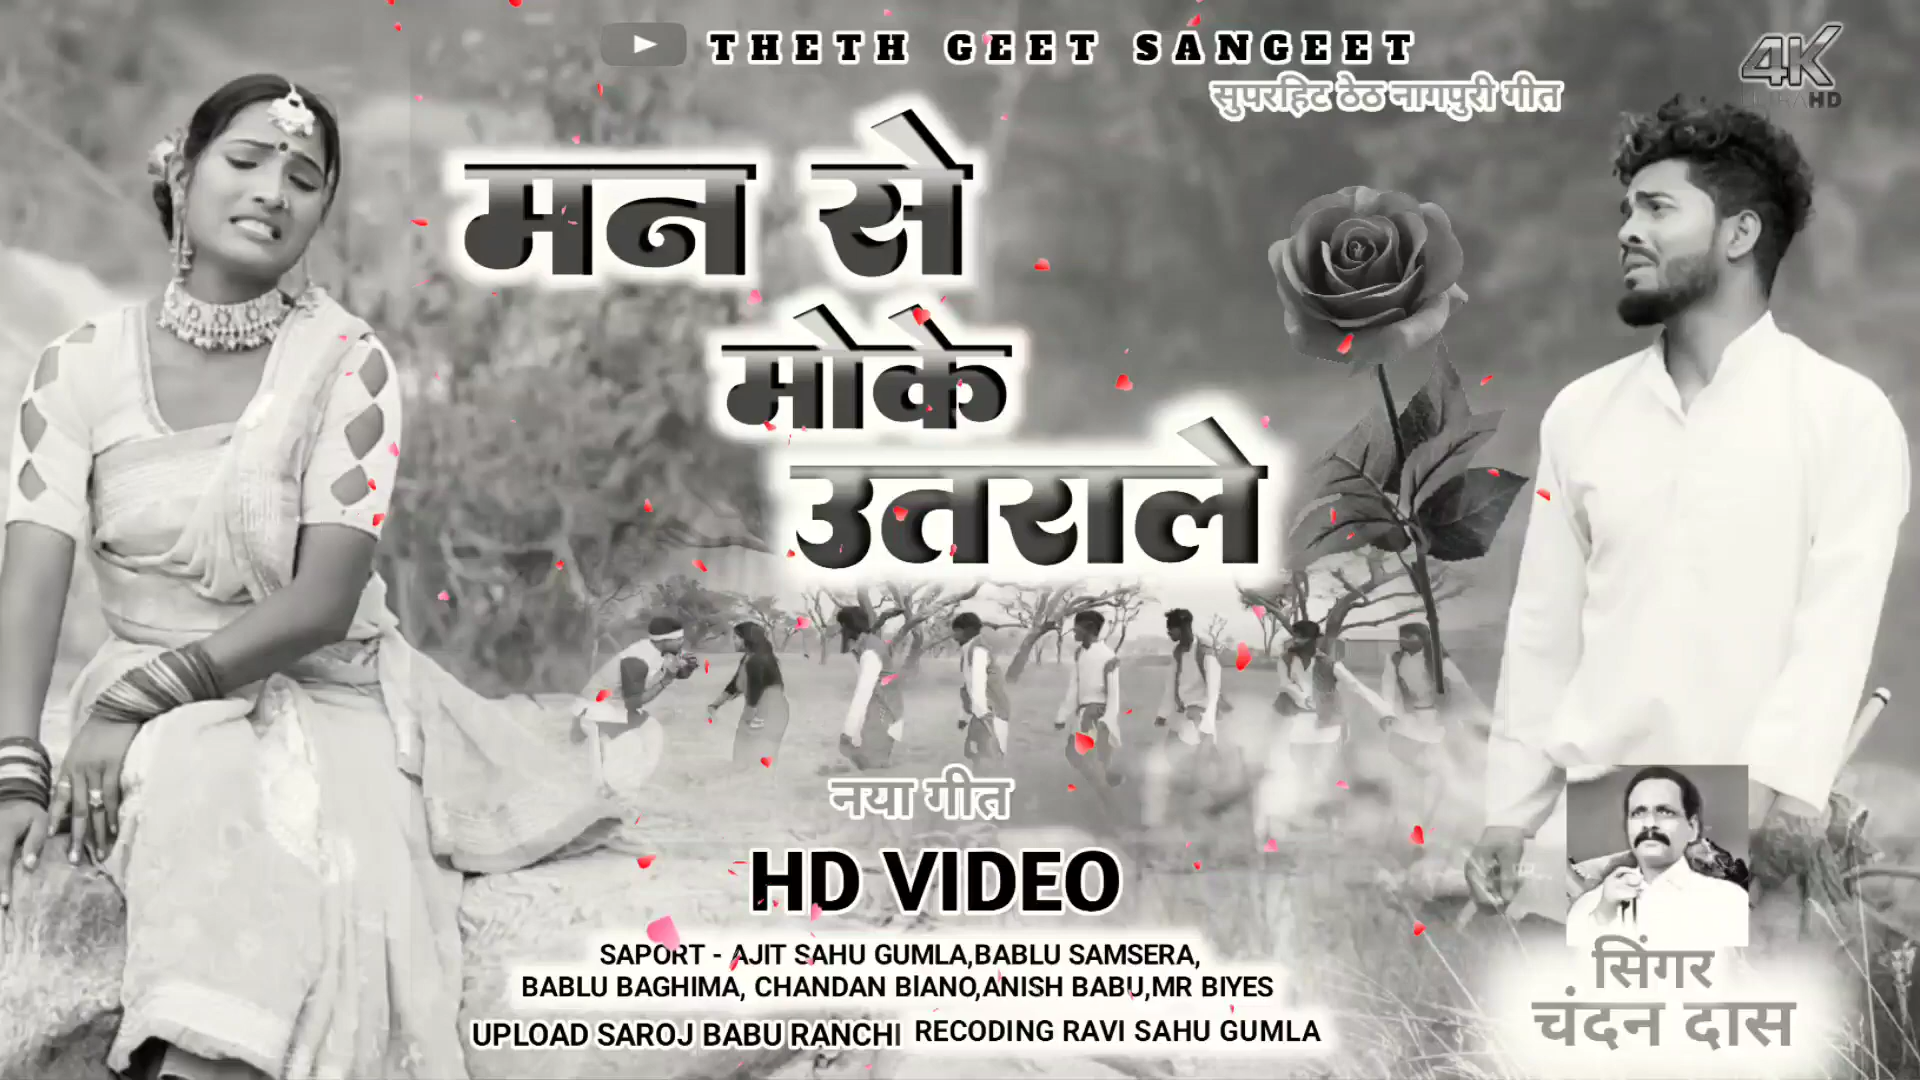 THETH GEET SANGEET
सुपरहिट ठेठ नागपुरी गीत
4K
ULTRAHD
मन से
मोके
उतराले
नया गीत
HD VIDEO
SAPORT - AJIT SAHU GUMLA,BABLU SAMSERA,
BABLU BAGHIMA, CHANDAN BIANO,ANISH BABU,MR BIYES
UPLOAD SAROJ BABU RANCHI RECODING RAVI SAHU GUMLA
सिंगर
चंदन दास